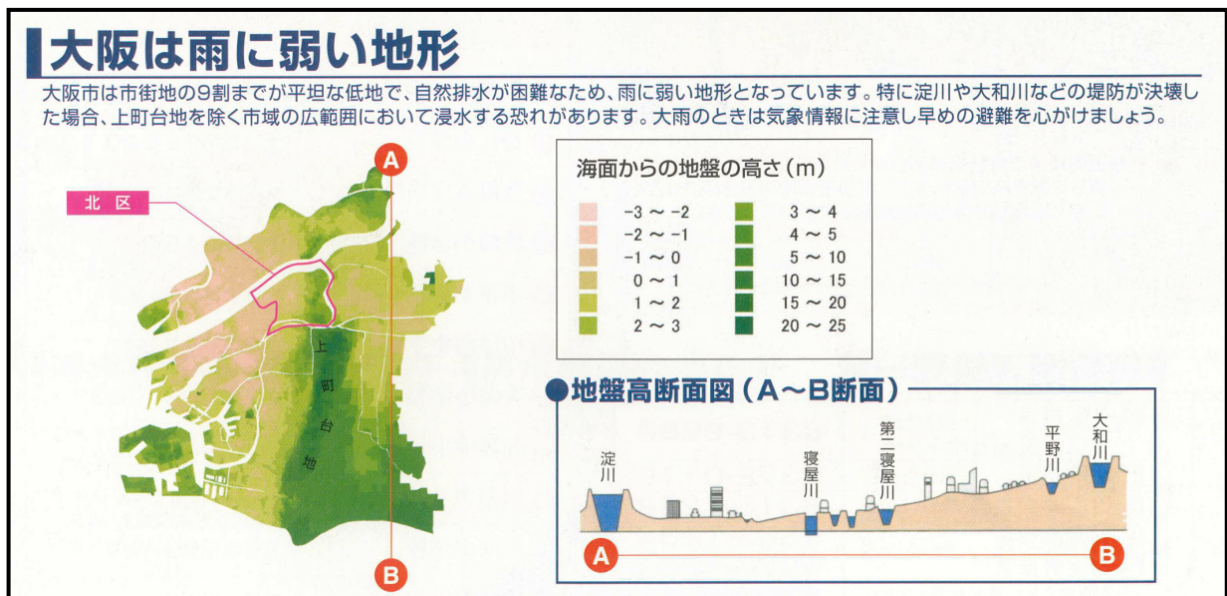 大阪は雨に弱い地形
大阪市は市街地の9割までが平坦な低地で、自然排水が困難なため、雨に弱い地形となっています。特に淀川や大和川などの堤防が決壊し
た場合、上町台地を除く市域の広範囲において浸水する恐れがあります。大雨のときは気象情報に注意し早めの避難を心がけましょう。
A
北区
上町台地
B
海面からの地盤の高さ(m)
-3～-2
-2～-1
-1～0
0～1
1～2
2～3
3～4
4～5
5～10
10～15
15～20
20～25
●地盤高断面図(A～B断面)
淀川
寝屋川
第二寝屋川
平野川
大和川
A
B